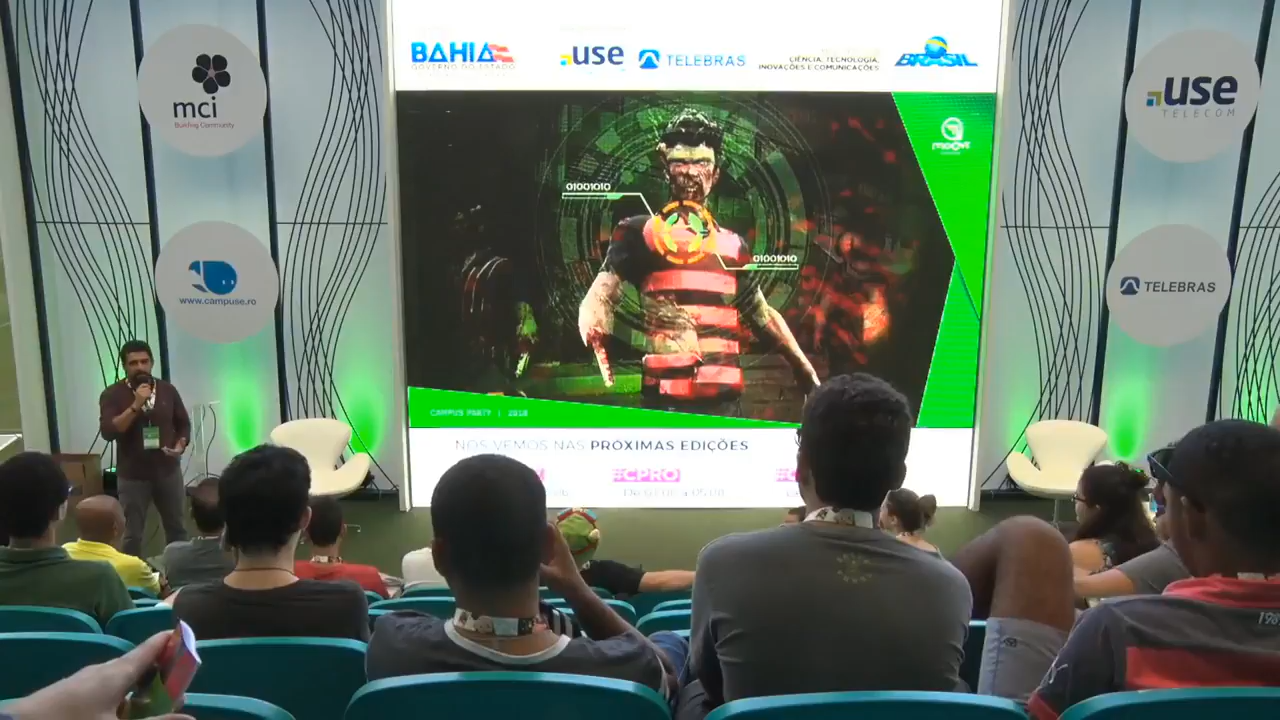 mci
Building Community
www.campuse.ro
BAHIA
GOVERNO DO ESTADO
USE
TELEBRAS
CIÊNCIA, TECNOLOGIA,
INOVAÇÕES E COMUNICAÇÕES
BRASIL
mOOVE
01001010
01001010
CAMPUS PARTY | 2018
NOS VEMOS NAS PRÓXIMAS EDIÇÕES
#CPRO
USE
TELECOM
TELEBRAS